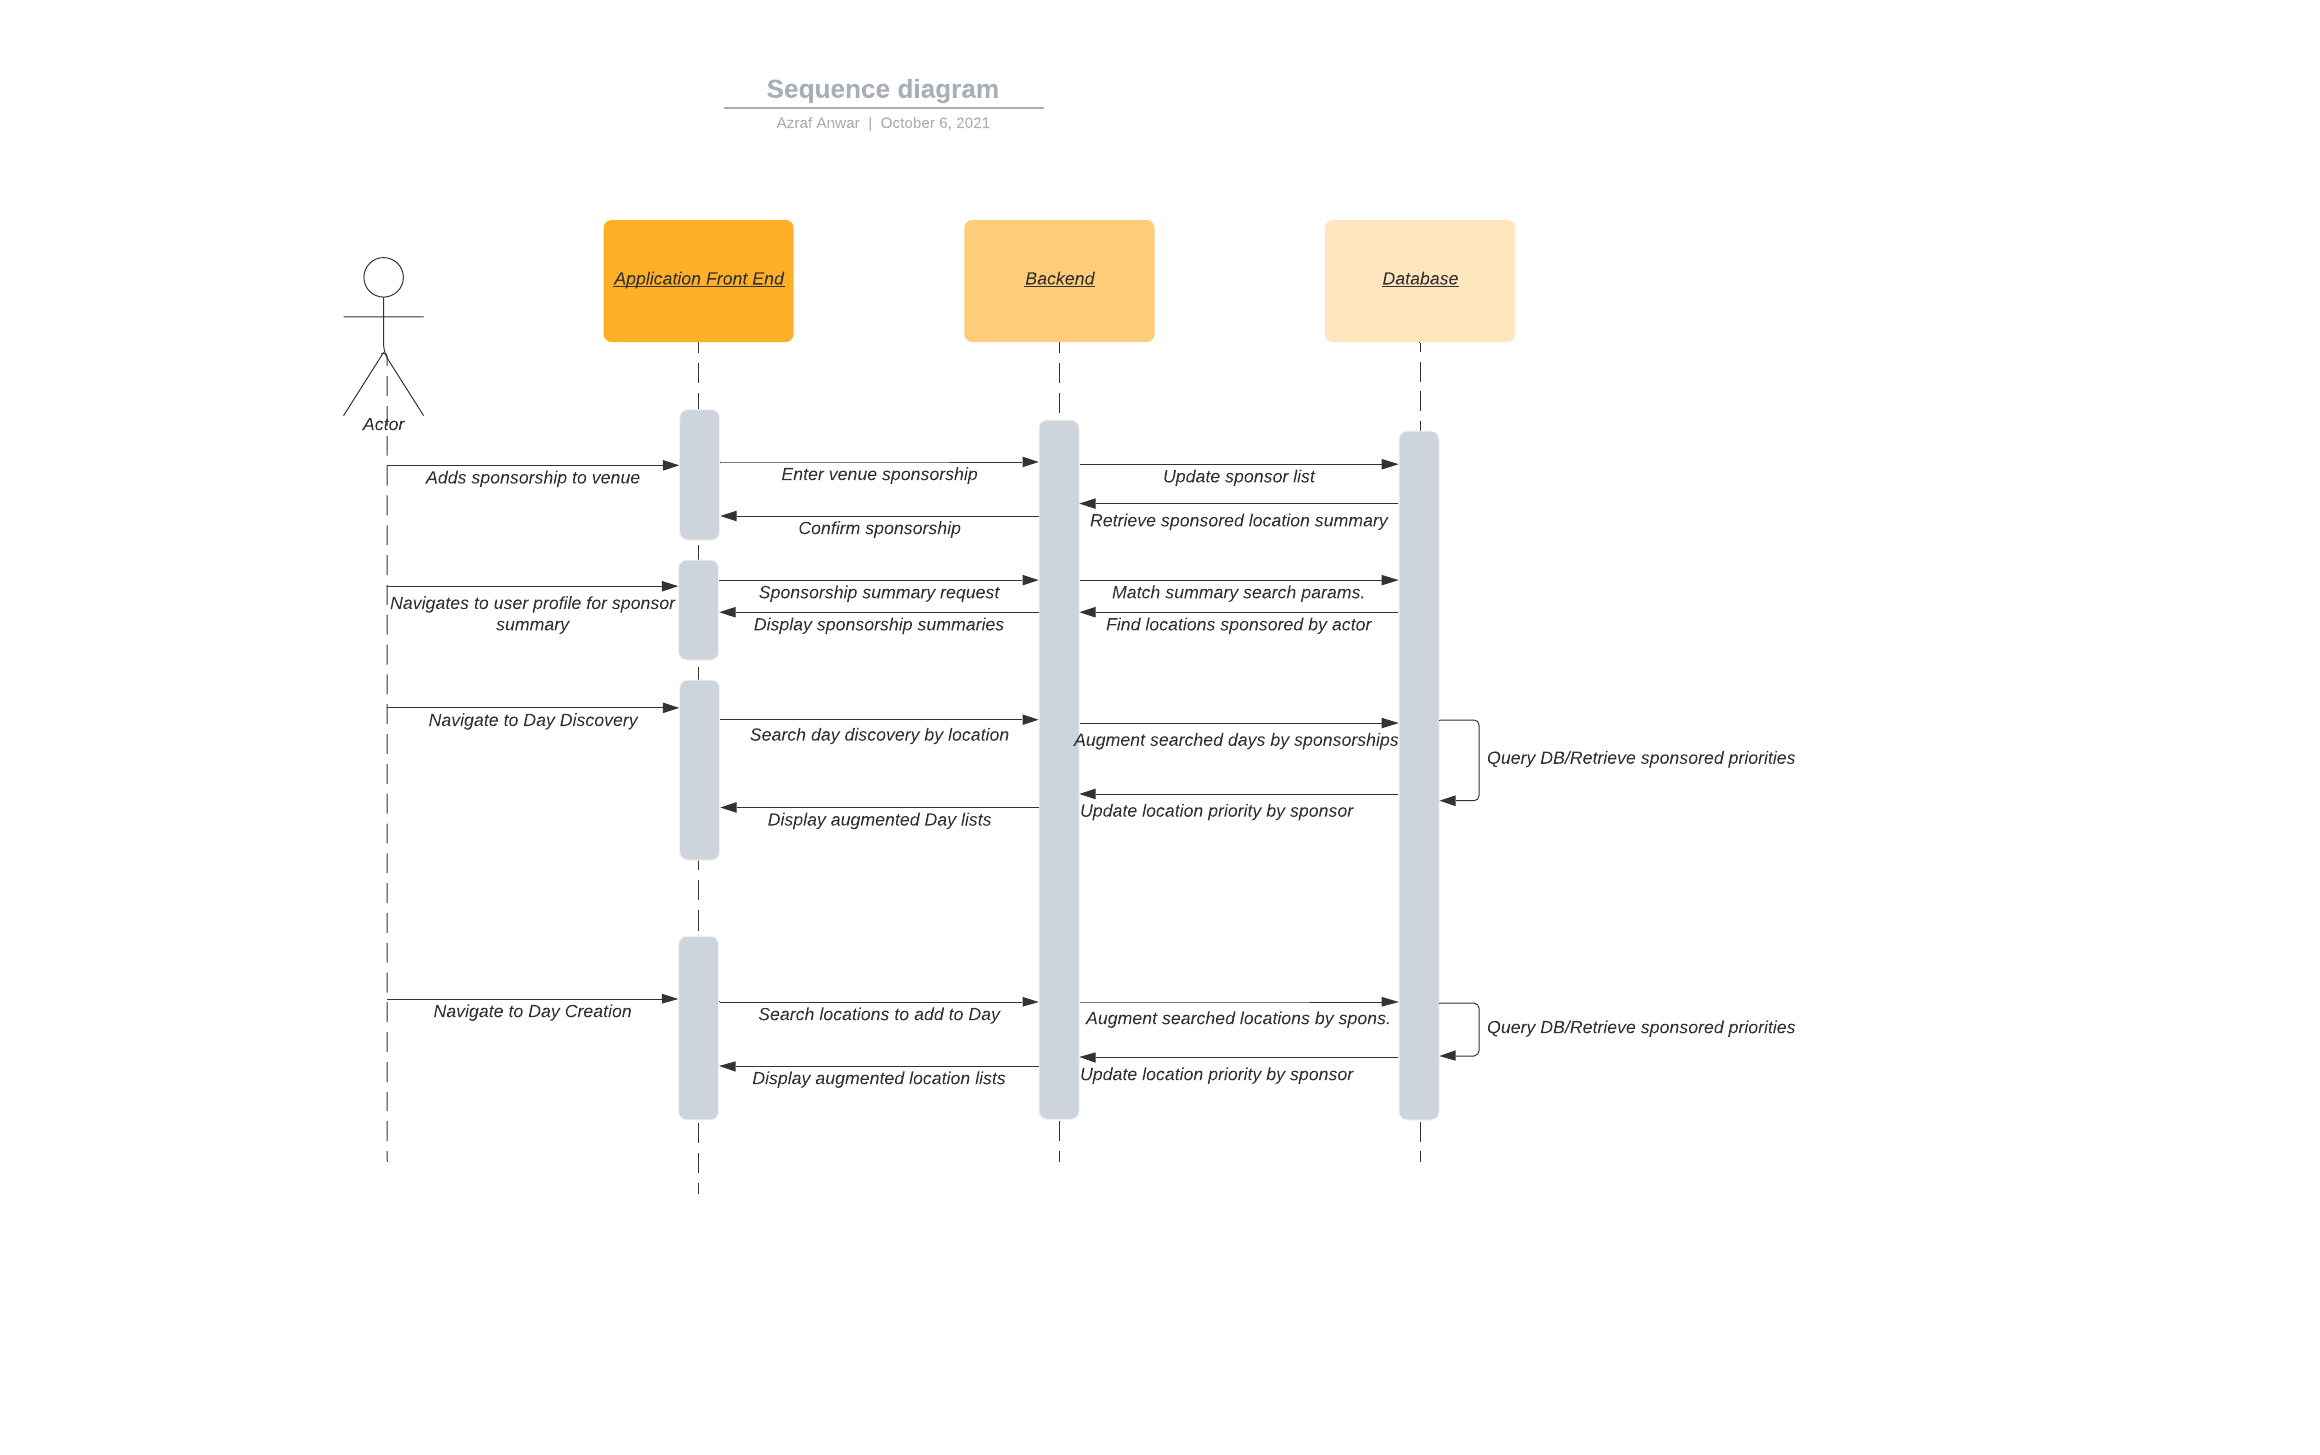 Sequence diagram
Azraf Anwar | October 6, 2021
Application Front End
Backend
Database
Actor
Adds sponsorship to venue
Enter venue sponsorship
Update sponsor list
Retrieve sponsored location summary
Confirm sponsorship
Navigates to user profile for sponsor
summary
Sponsorship summary request
Match summary search params.
Display sponsorship summaries
Find locations sponsored by actor
Navigate to Day Discovery
Search day discovery by location
Augment searched days by sponsorships
Query DB/Retrieve sponsored priorities
Update location priority by sponsor
Display augmented Day lists
Navigate to Day Creation
Search locations to add to Day
Augment searched locations by spons.
Query DB/Retrieve sponsored priorities
Update location priority by sponsor
Display augmented location lists